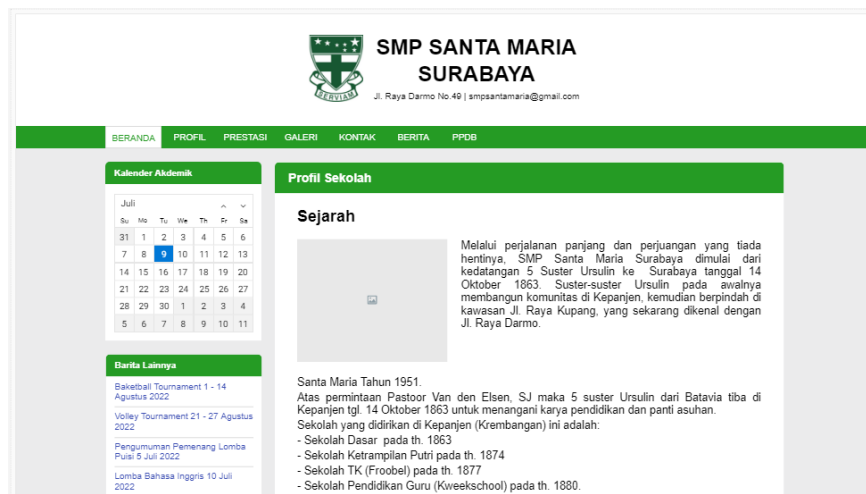 SMP SANTA MARIA
SURABAYA
Jl. Raya Darmo No.49 | smpsantamaria@gmail.com
SERVIAM
BERANDA PROFIL PRESTASI GALERI KONTAK BERITA PPDB
Kalender Akdemik
Juli
Su Mo Tu We Th Fr Sa
31 1 2 3 4 5 6
7 8 9 10 11 12 13
14 15 16 17 18 19 20
21 22 23 24 25 26 27
28 29 30 1 2 3 4
5 6 7 8 9 10 11
Barita Lainnya
Baketball Tournament 1 - 14
Agustus 2022
Volley Tournament 21 - 27 Agustus
2022
Pengumuman Pemenang Lomba
Puisi 5 Juli 2022
Lomba Bahasa Inggris 10 Juli
2022
Profil Sekolah
Sejarah
Melalui perjalanan panjang dan perjuangan yang tiada
hentinya, SMP Santa Maria Surabaya dimulai dari
kedatangan 5 Suster Ursulin ke Surabaya tanggal 14
Oktober 1863. Suster-suster Ursulin pada awalnya
membangun komunitas di Kepanjen, kemudian berpindah di
kawasan Jl. Raya Kupang, yang sekarang dikenal dengan
Jl. Raya Darmo.
Santa Maria Tahun 1951.
Atas permintaan Pastoor Van den Elsen, SJ maka 5 suster Ursulin dari Batavia tiba di
Kepanjen tgl. 14 Oktober 1863 untuk menangani karya pendidikan dan panti asuhan.
Sekolah yang didirikan di Kepanjen (Krembangan) ini adalah:
- Sekolah Dasar pada th. 1863
- Sekolah Ketrampilan Putri pada th. 1874
- Sekolah TK (Froobel) pada th. 1877
- Sekolah Pendidikan Guru (Kweekschool) pada th. 1880.